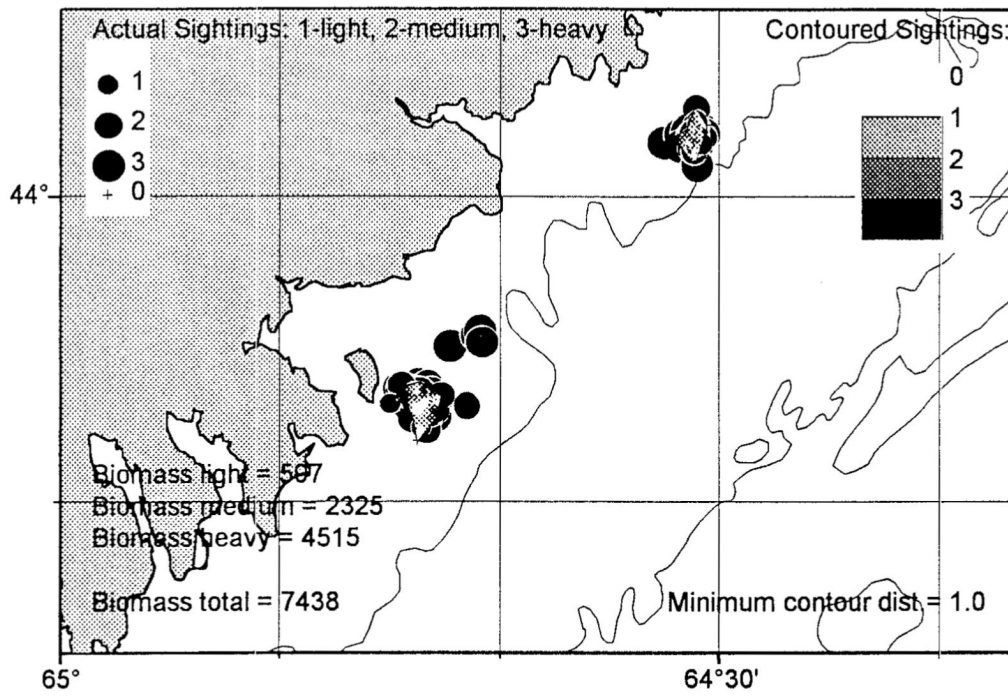 Actual Sightings: 1-light, 2-medium, 3-heavy
Contoured Sightings:
1
2
3
+ 0
0
1
2
3
44°
Biomass light = 597
Biomass medium = 2325
Biomass heavy = 4515
Biomass total = 7438
Minimum contour dist = 1.0
65°
64°30'